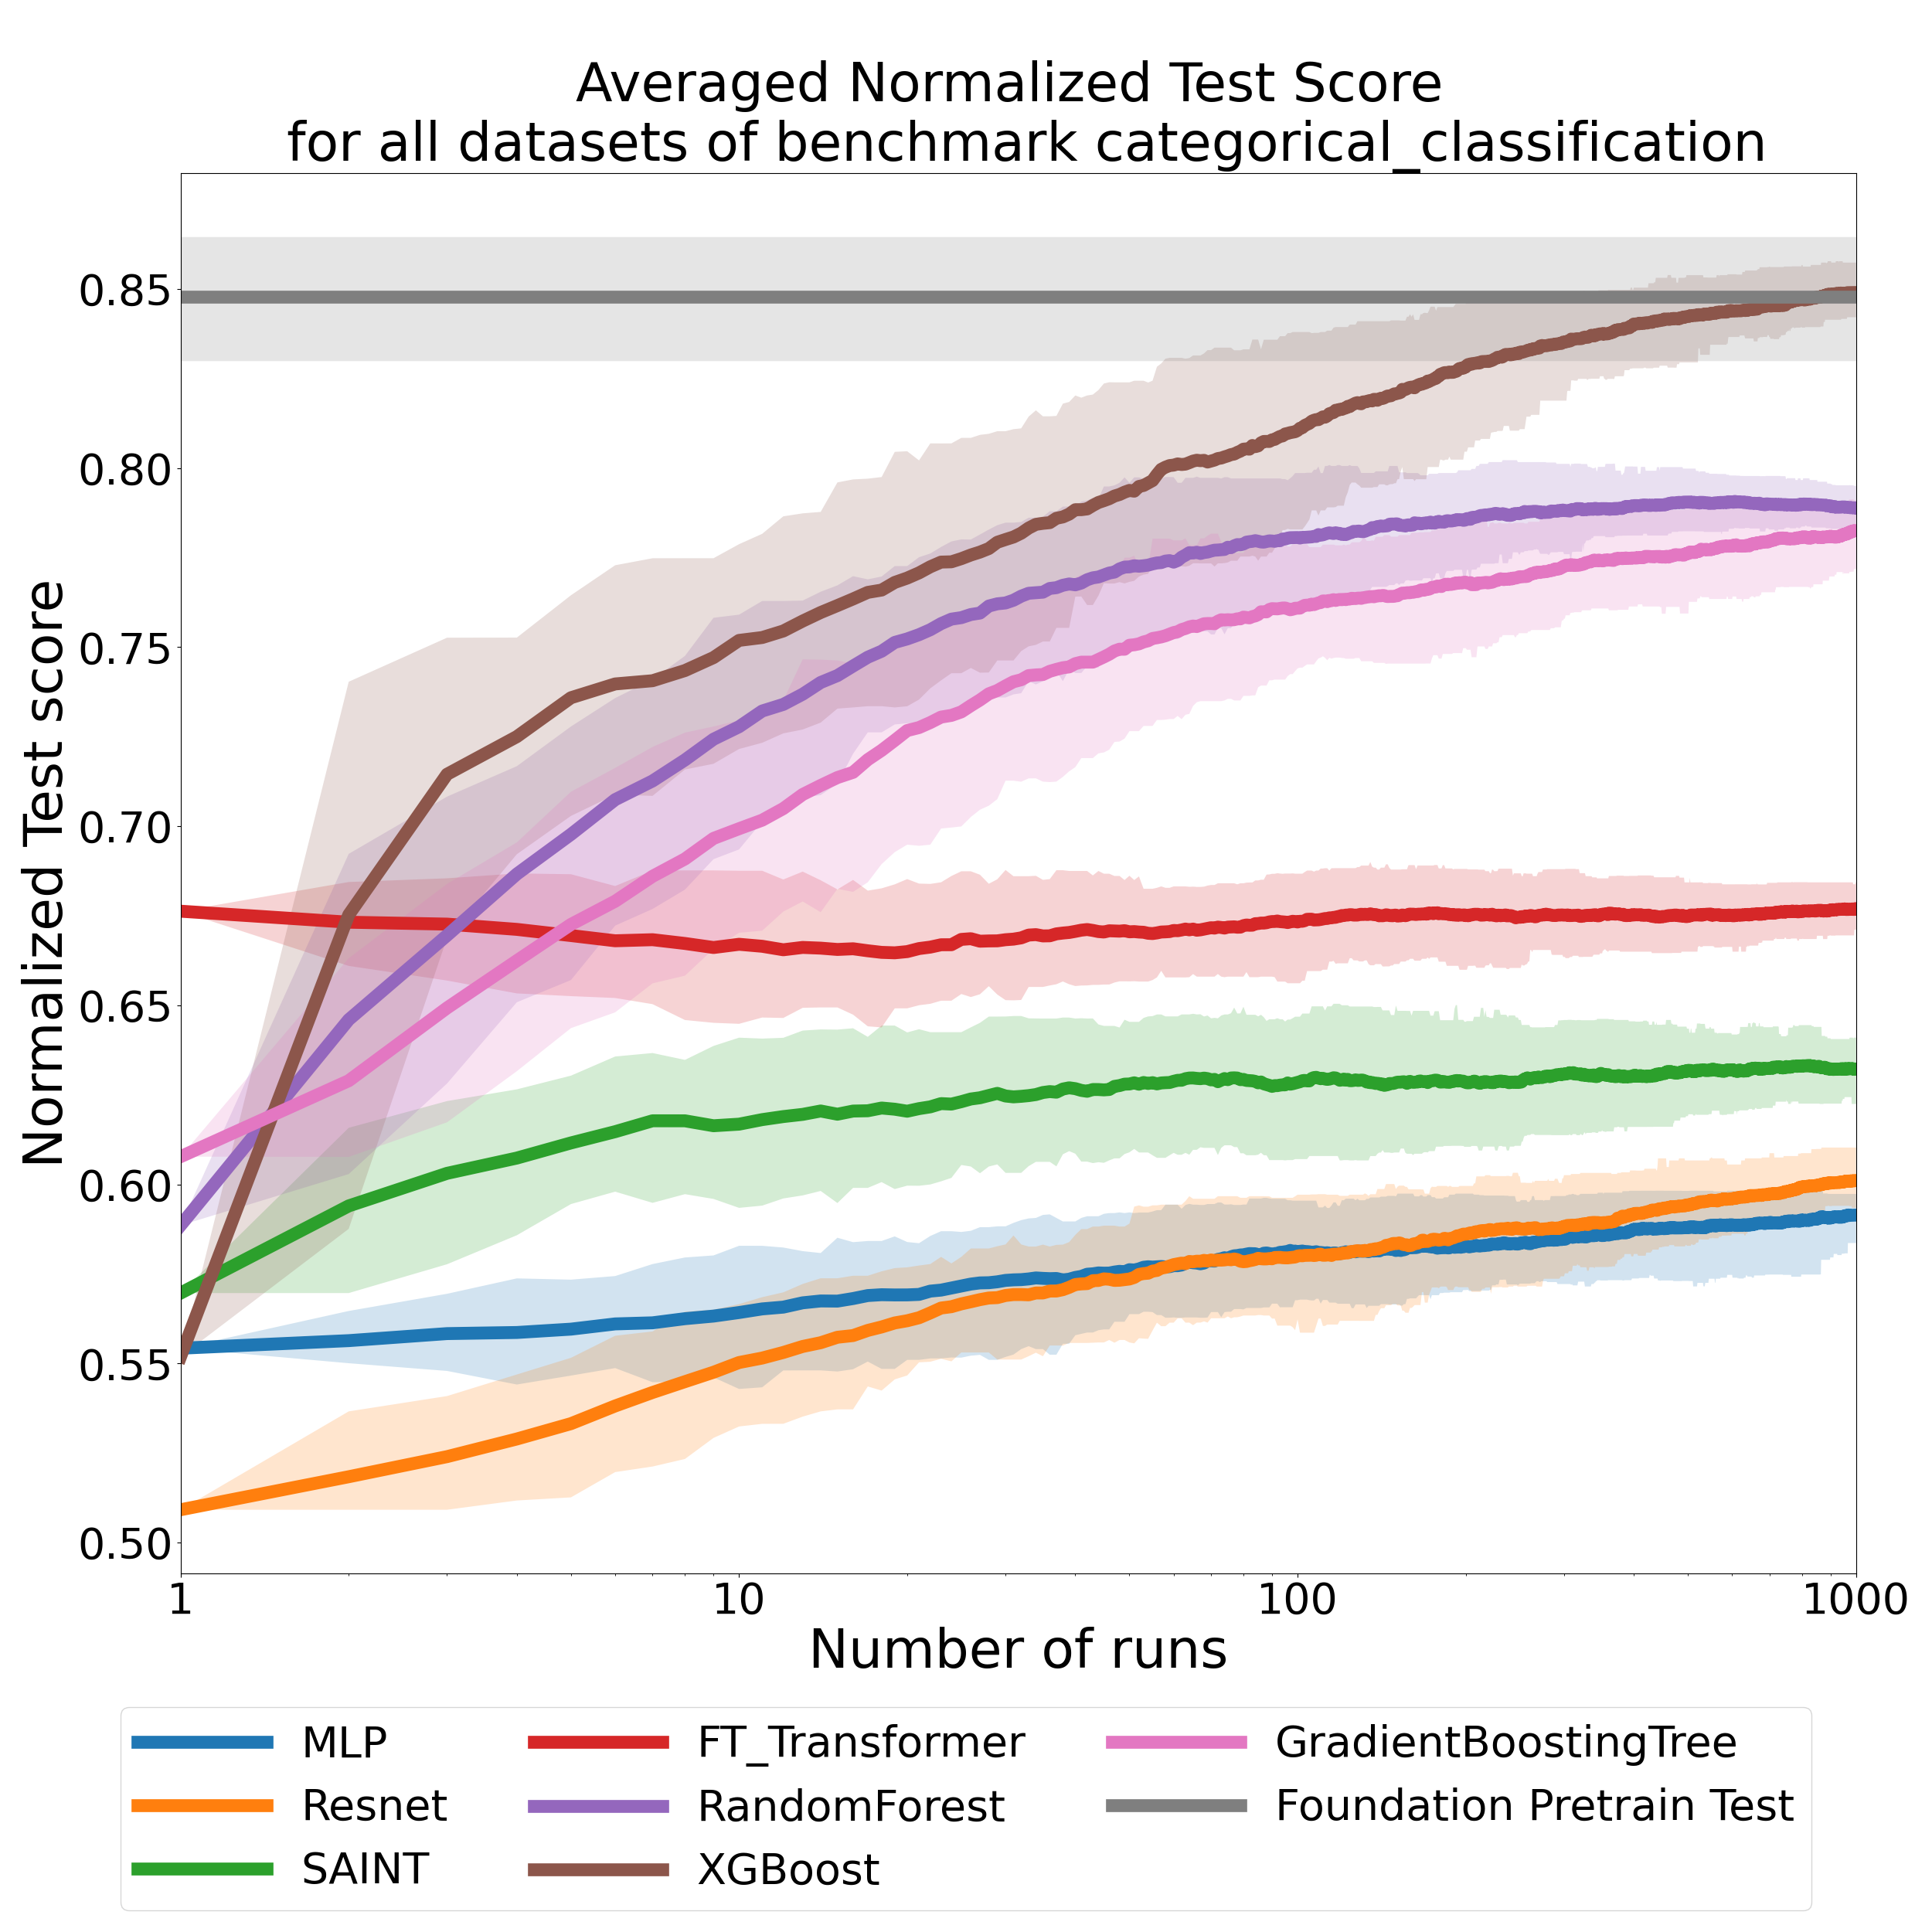 Averaged Normalized Test Score
for all datasets of benchmark categorical_classification
Normalized Test score
0.85
0.80
0.75
0.70
0.65
0.60
0.55
0.50
1
10
100
1000
Number of runs
MLP
Resnet
SAINT
FT_Transformer
RandomForest
XGBoost
GradientBoostingTree
Foundation Pretrain Test